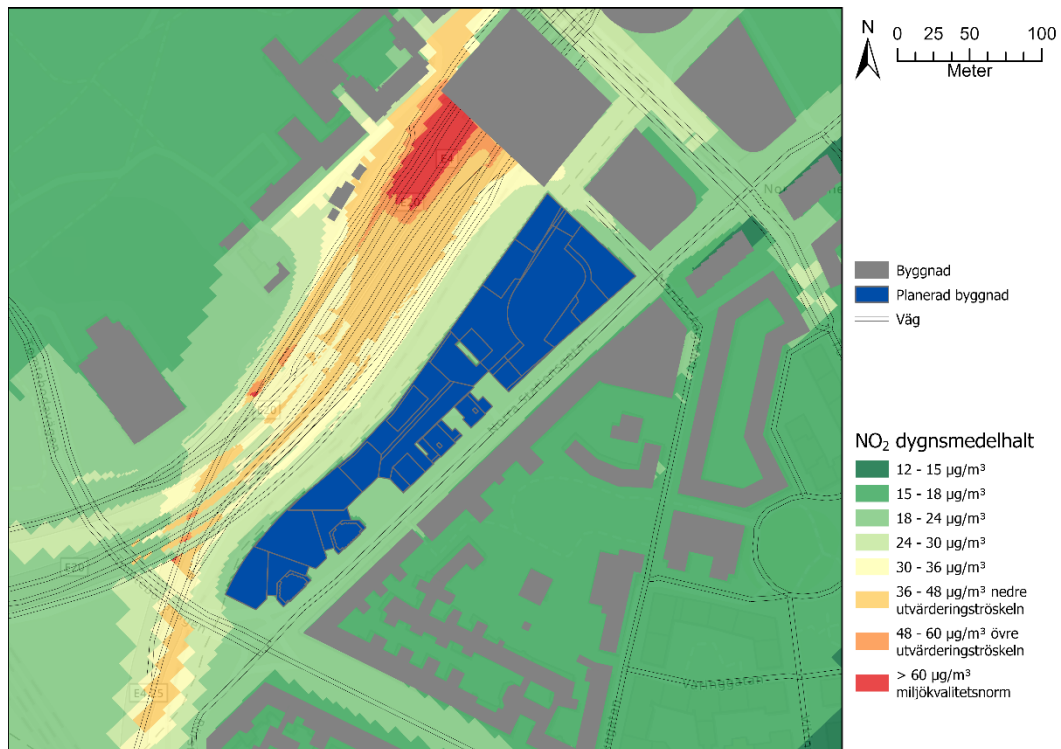 N
0 25 50 100
Meter
E4
E20
E20
E20
Byggnad
Planerad byggnad
Väg
NO₂ dygnsmedelhalt
12 - 15 µg/m³
15 - 18 µg/m³
18 - 24 µg/m³
24 - 30 µg/m³
30 - 36 µg/m³
36 - 48 µg/m³ nedre
utvärderingströskeln
48 - 60 µg/m³ övre
utvärderingströskeln
> 60 µg/m³
miljökvalitetsnorm